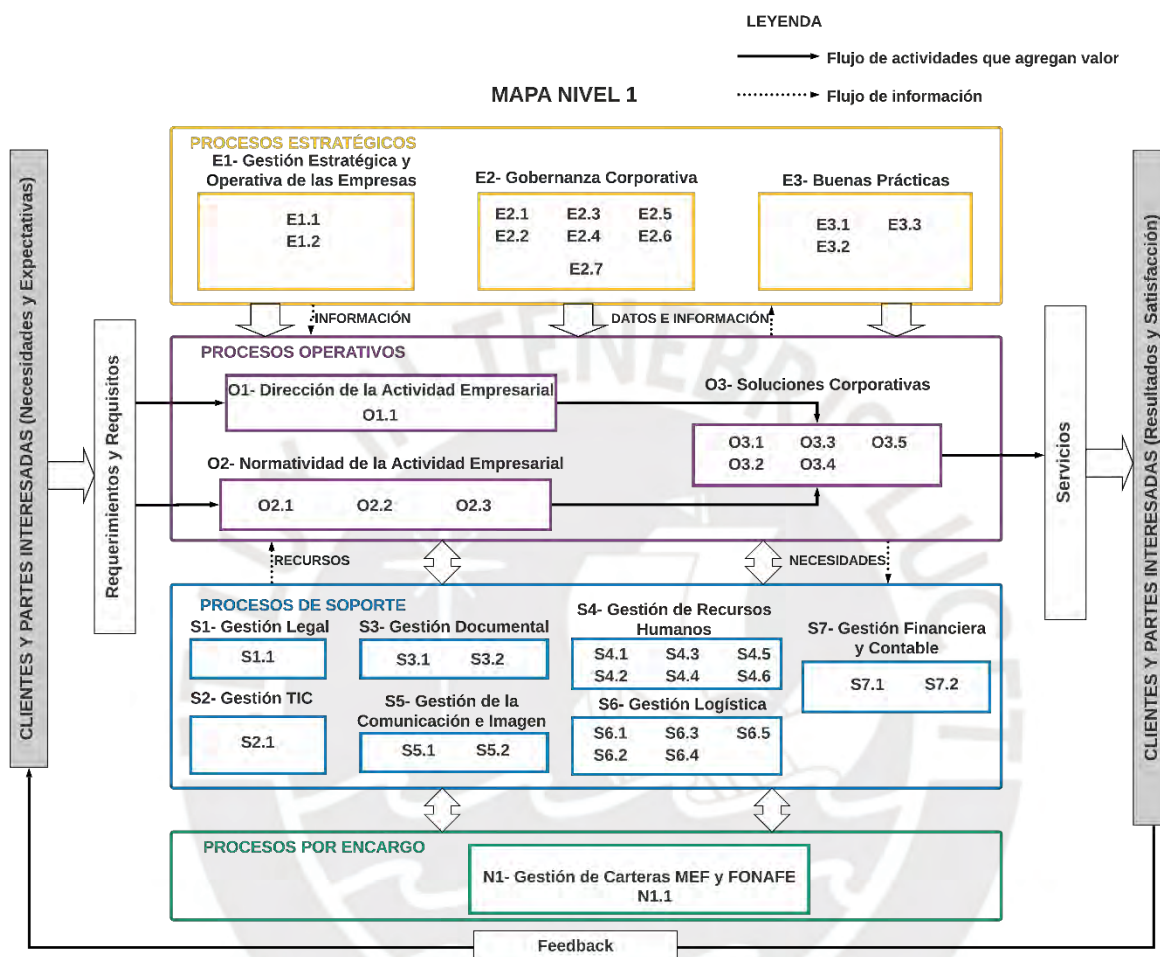 LEYENDA
Flujo de actividades que agregan valor
Flujo de información
MAPA NIVEL 1
CLIENTES Y PARTES INTERESADAS (Necesidades y Expectativas)
Requerimientos y Requisitos
PROCESOS ESTRATÉGICOS
E1- Gestión Estratégica y
Operativa de las Empresas
E1.1
E1.2
E2- Gobernanza Corporativa
E2.1 E2.3 E2.5
E2.2 E2.4 E2.6
E2.7
E3- Buenas Prácticas
E3.1 E3.3
E3.2
INFORMACIÓN
DATOS E INFORMACIÓN
PROCESOS OPERATIVOS
O1- Dirección de la Actividad Empresarial
O1.1
O2- Normatividad de la Actividad Empresarial
O2.1 O2.2 O2.3
O3- Soluciones Corporativas
O3.1 O3.3 O3.5
O3.2 O3.4
RECURSOS
NECESIDADES
PROCESOS DE SOPORTE
S1- Gestión Legal
S1.1
S2- Gestión TIC
S2.1
S3- Gestión Documental
S3.1 S3.2
S5- Gestión de la
Comunicación e Imagen
S5.1 S5.2
S4- Gestión de Recursos
Humanos
S4.1 S4.3 S4.5
S4.2 S4.4 S4.6
S6- Gestión Logística
S6.1 S6.3 S6.5
S6.2 S6.4
S7- Gestión Financiera
y Contable
S7.1 S7.2
PROCESOS POR ENCARGO
N1- Gestión de Carteras MEF y FONAFE
N1.1
Servicios
CLIENTES Y PARTES INTERESADAS (Resultados y Satisfacción)
Feedback
TENEBRIS LUCET